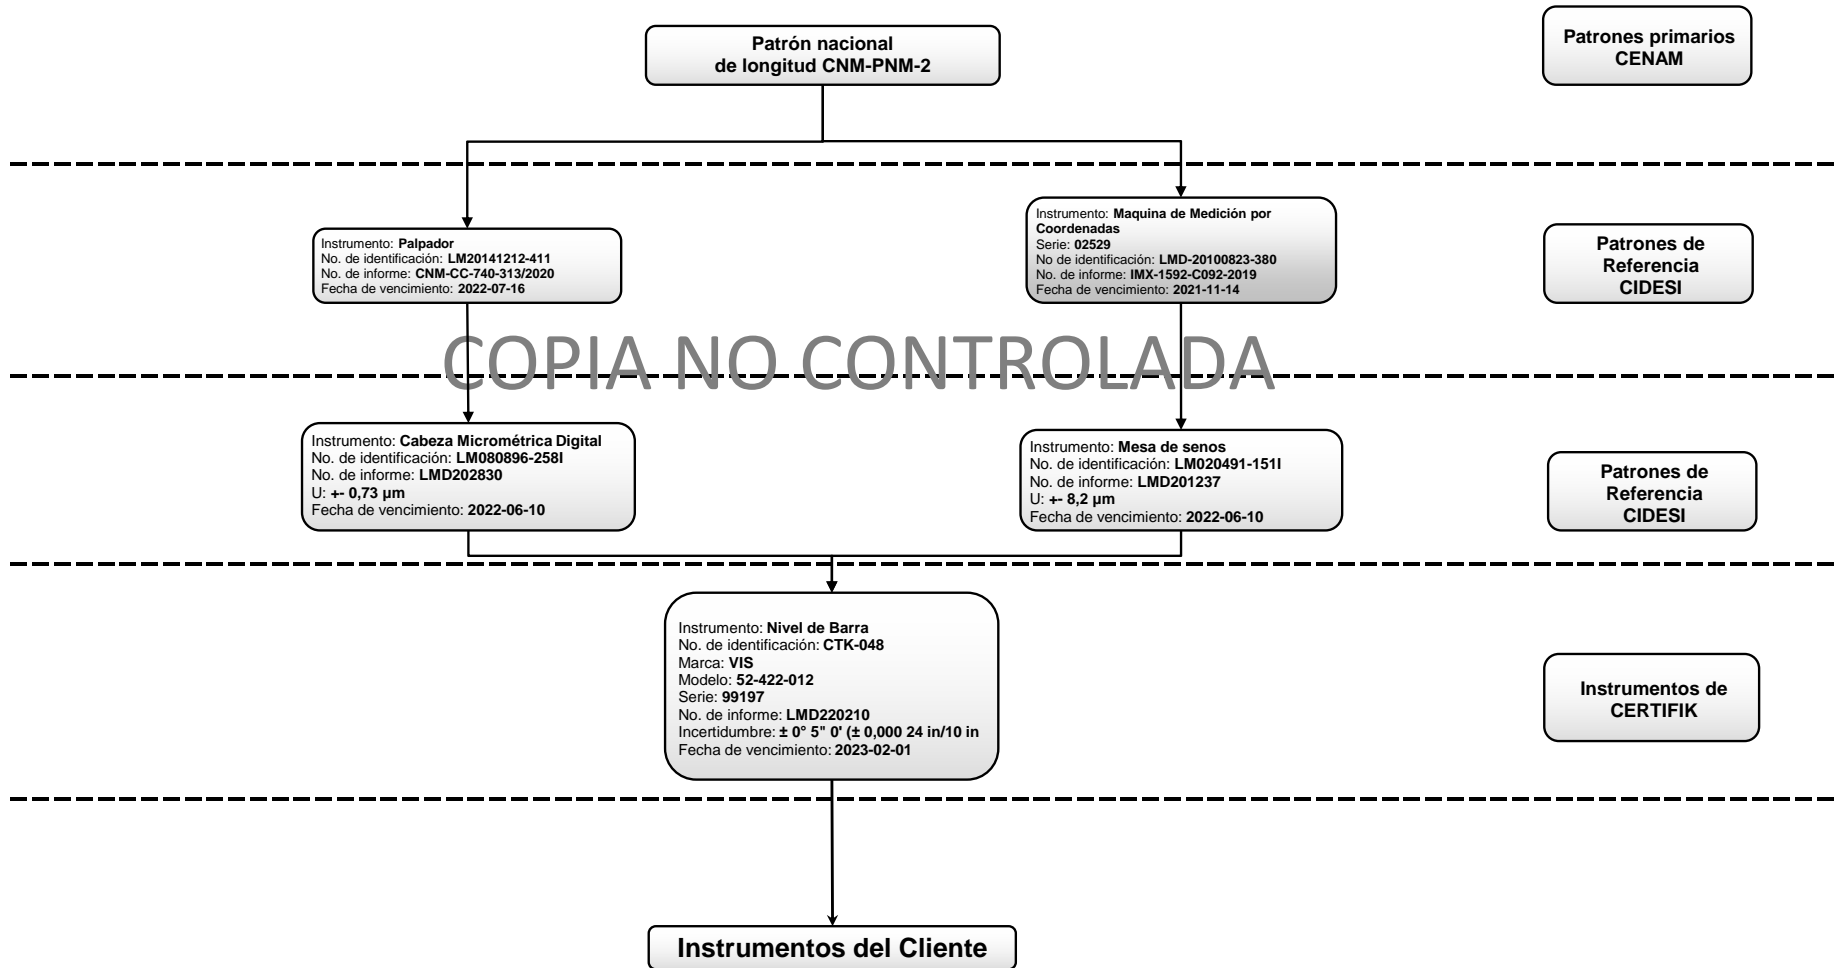 Patrón nacional
de longitud CNM-PNM-2
Patrones primarios
CENAM
Instrumento: Palpador
No. de identificación: LM20141212-411
No. de informe: CNM-CC-740-313/2020
Fecha de vencimiento: 2022-07-16
Instrumento: Maquina de Medición por
Coordenadas
Serie: 02529
No de identificación: LMD-20100823-380
No. de informe: IMX-1592-C092-2019
Fecha de vencimiento: 2021-11-14
Patrones de
Referencia
CIDESI
COPIA NO CONTROLADA
Instrumento: Cabeza Micrométrica Digital
No. de identificación: LM080896-258I
No. de informe: LMD202830
U: +- 0,73 µm
Fecha de vencimiento: 2022-06-10
Instrumento: Mesa de senos
No. de identificación: LM020491-151I
No. de informe: LMD201237
U: +- 8,2 µm
Fecha de vencimiento: 2022-06-10
Patrones de
Referencia
CIDESI
Instrumento: Nivel de Barra
No. de identificación: CTK-048
Marca: VIS
Modelo: 52-422-012
Serie: 99197
No. de informe: LMD220210
Incertidumbre: ± 0° 5" 0' (± 0,000 24 in/10 in
Fecha de vencimiento: 2023-02-01
Instrumentos de
CERTIFIK
Instrumentos del Cliente